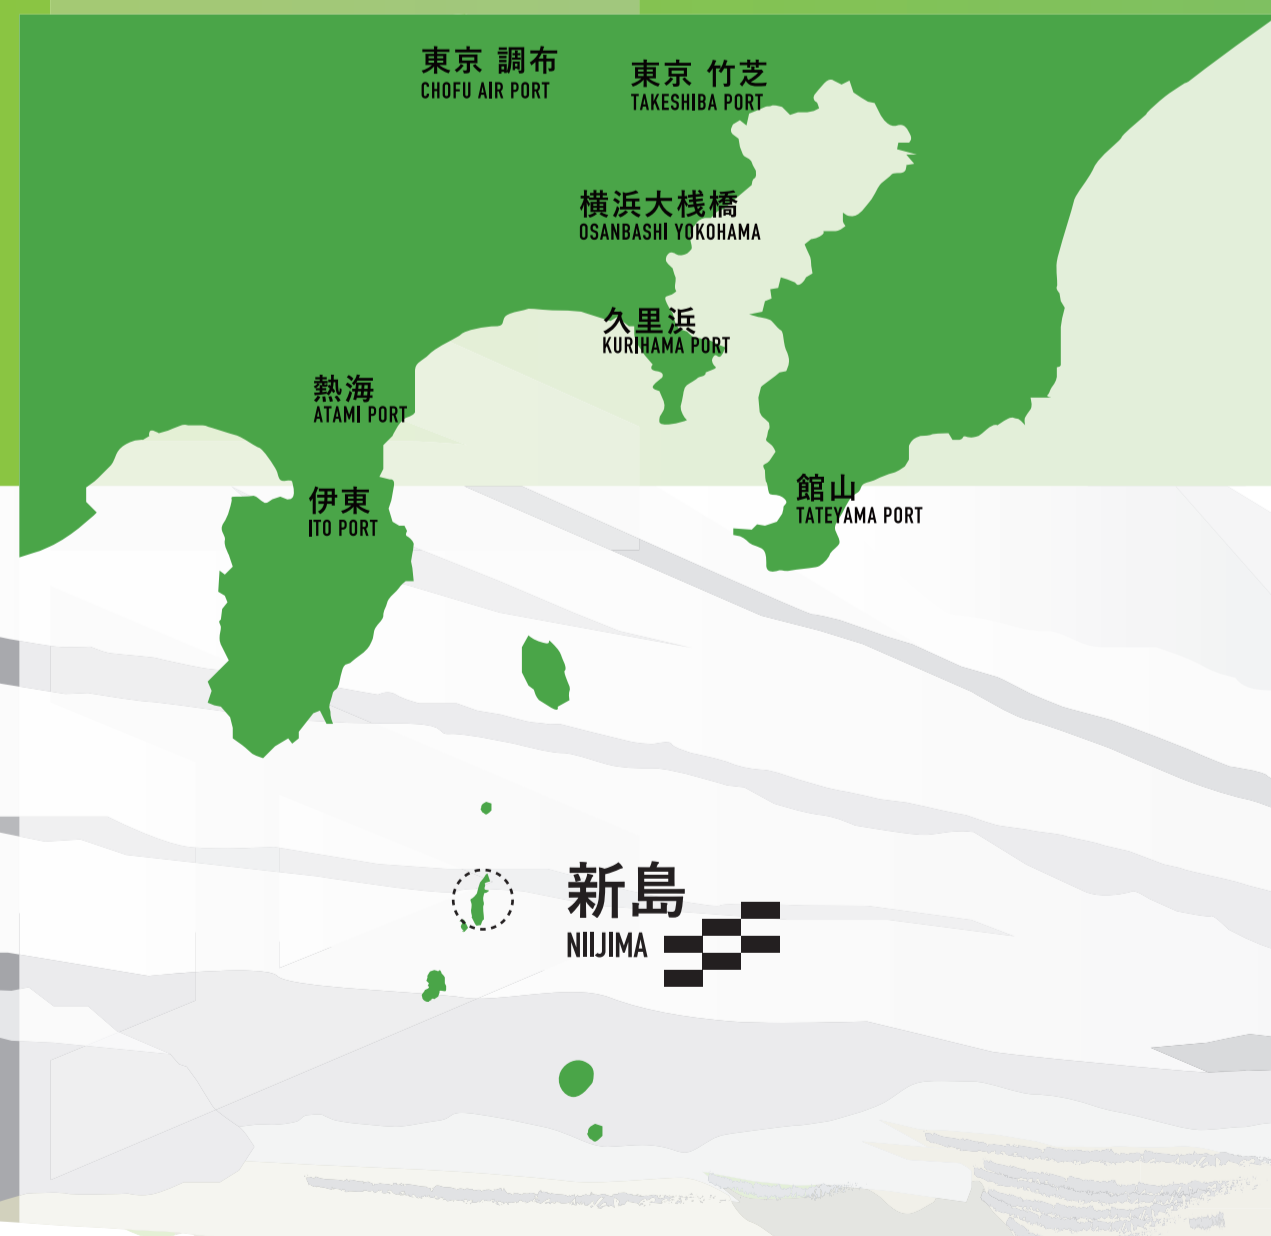 東京 調布
CHOFU AIR PORT
東京 竹芝
TAKESHIBA PORT
横浜大桟橋
OSANBASHI YOKOHAMA
久里浜
KURIHAMA PORT
熱海
ATAMI PORT
伊東
ITO PORT
館山
TATEYAMA PORT
新島
NIIJIMA